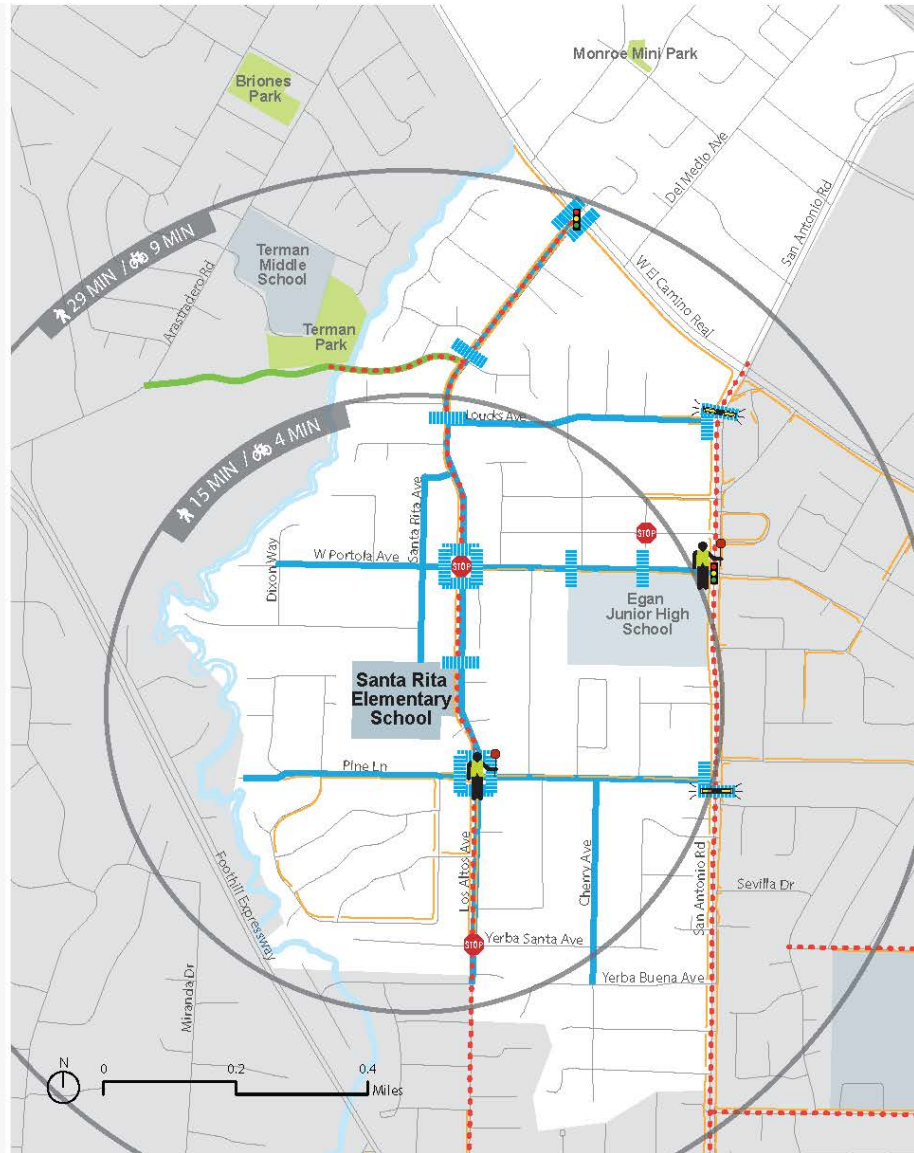 Monroe Mini Park
Briones
Park
Del Medio Ave
San Antonio Rd
29 MIN / 9 MIN
Terman
Middle
School
Arastradero Rd
W El Camino Real
Terman
Park
15 MIN / 4 MIN
Loucks Ave
Santa Rita Ave
STOP
W Portola Ave
STOP
Dixon Way
Egan
Junior High
School
Santa Rita
Elementary
School
Pine Ln
Los Altos Ave
Cherry Ave
San Antonio Rd
Sevilla Dr
Foothill Expressway
STOP
Yerba Santa Ave
Yerba Buena Ave
Miranda Dr
N
0
0.2
0.4
Miles